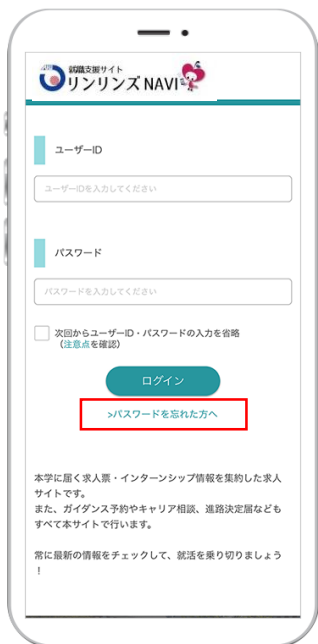 就職支援サイト
リンリンズNAVI
ユーザーID
ユーザーIDを入力してください
パスワード
パスワードを入力してください
次回からユーザーID・パスワードの入力を省略
（注意点を確認）
ログイン
>パスワードを忘れた方へ
本学に届く求人票・インターンシップ情報を集約した求人
サイトです。
また、ガイダンス予約やキャリア相談、進路決定届なども
すべて本サイトで行います。
常に最新の情報をチェックして、就活を乗り切りましょう
！